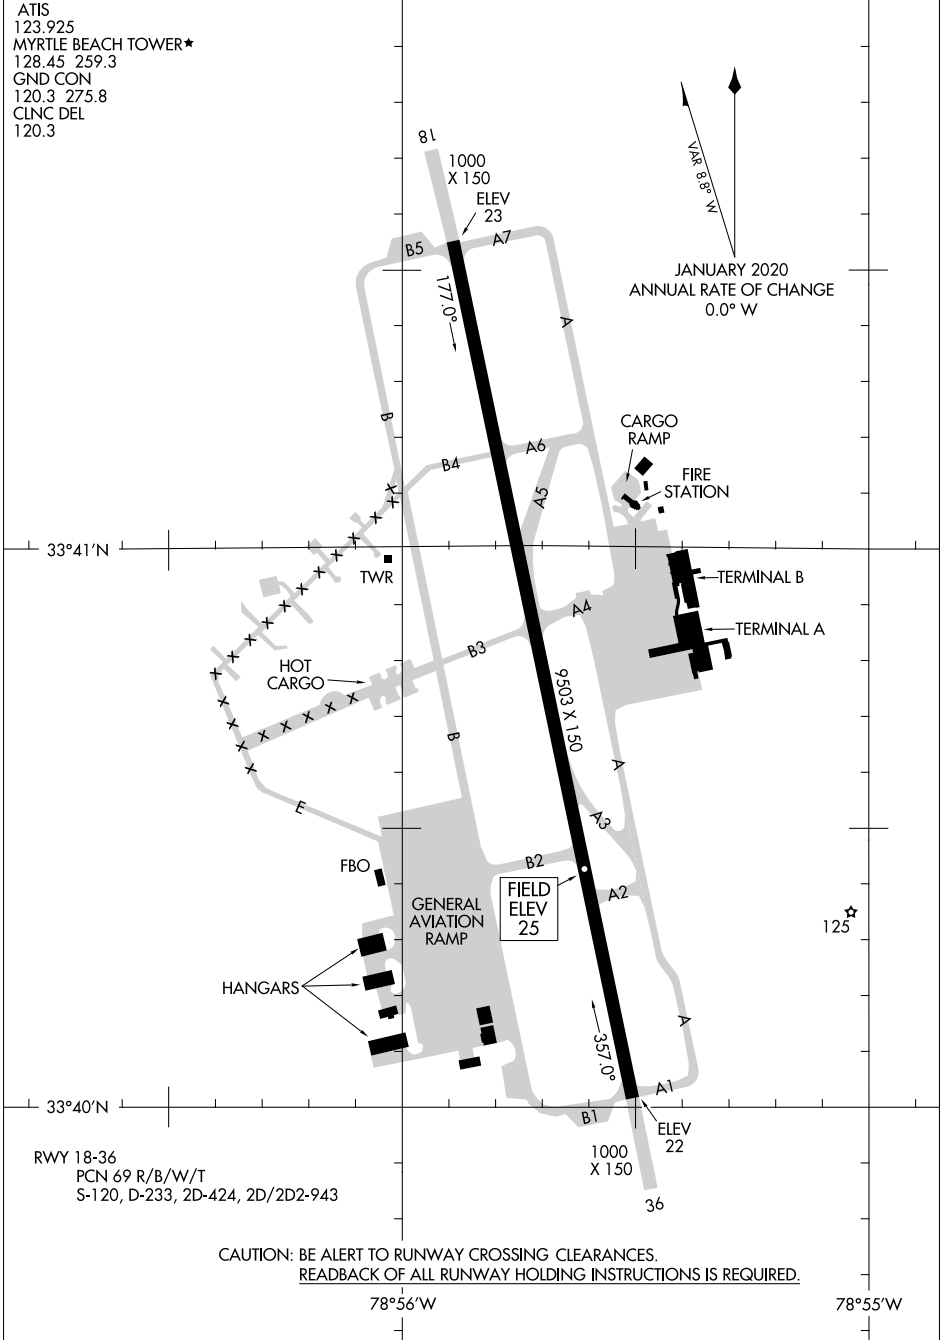 ATIS
123.925
MYRTLE BEACH TOWER★
128.45 259.3
GND CON
120.3 275.8
CLNC DEL
120.3
18
1000
X 150
ELEV
23
VAR 8.8° W
JANUARY 2020
ANNUAL RATE OF CHANGE
0.0° W
B5
A7
177.0°
A
B
CARGO
RAMP
A6
B4
FIRE
STATION
A5
33°41'N
TWR
TERMINAL B
A4
TERMINAL A
B3
HOT
CARGO
9503 X 150
B
A
E
A3
B2
FBO
FIELD
ELEV
25
A2
GENERAL
AVIATION
RAMP
125
HANGARS
A
357.0°
A1
33°40'N
B1
ELEV
22
1000
X 150
36
RWY 18-36
PCN 69 R/B/W/T
S-120, D-233, 2D-424, 2D/2D2-943
CAUTION: BE ALERT TO RUNWAY CROSSING CLEARANCES.
READBACK OF ALL RUNWAY HOLDING INSTRUCTIONS IS REQUIRED.
78°56'W
78°55'W